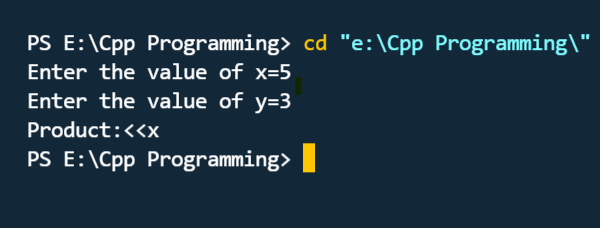 PS E:\Cpp Programming> cd "e:\Cpp Programming\"
Enter the value of x=5
Enter the value of y=3
Product:<<x
PS E:\Cpp Programming>